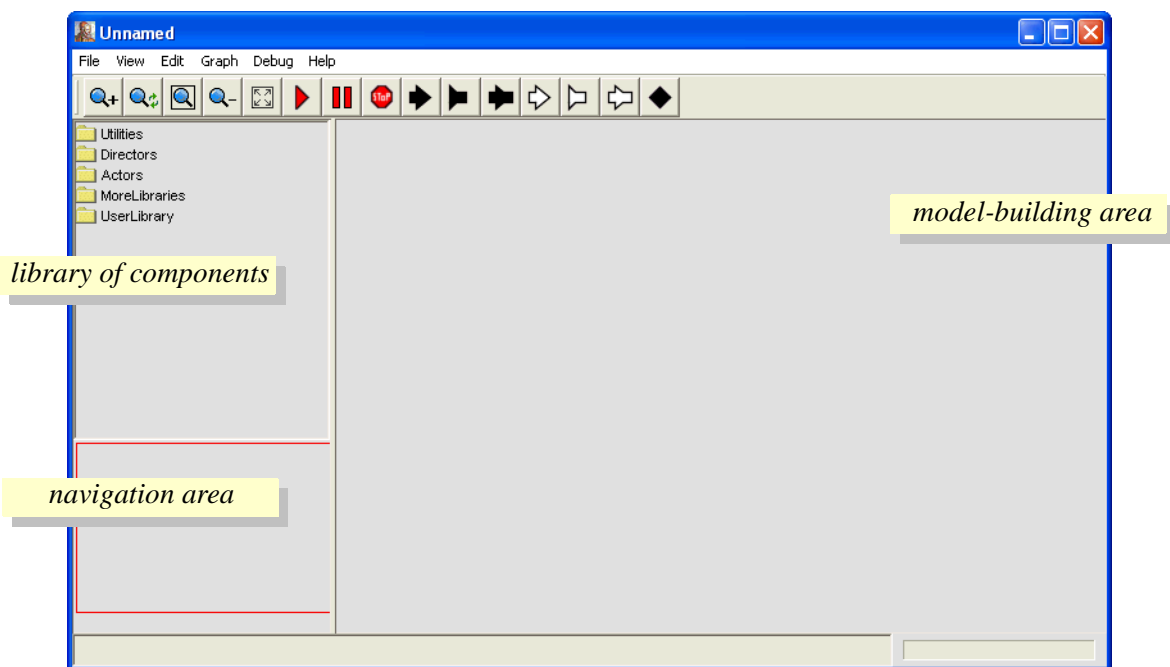 Unnamed
File View Edit Graph Debug Help
STOP
Utilities
Directors
Actors
MoreLibraries
UserLibrary
model-building area
library of components
navigation area